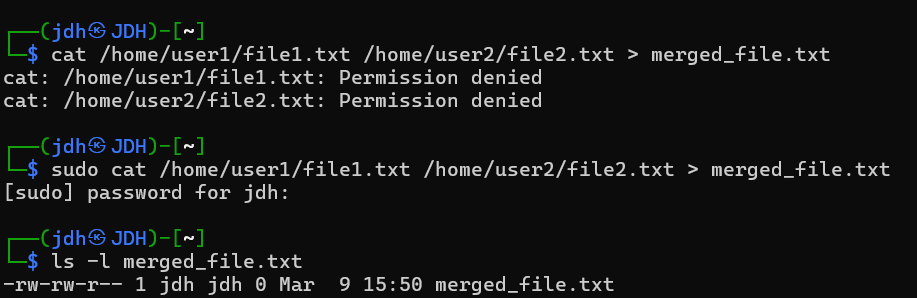 ┌──(jdh㉿JDH)-[~]
└─$ cat /home/user1/file1.txt /home/user2/file2.txt > merged_file.txt
cat: /home/user1/file1.txt: Permission denied
cat: /home/user2/file2.txt: Permission denied
┌──(jdh㉿JDH)-[~]
└─$ sudo cat /home/user1/file1.txt /home/user2/file2.txt > merged_file.txt
[sudo] password for jdh:
┌──(jdh㉿JDH)-[~]
└─$ ls -l merged_file.txt
-rw-rw-r-- 1 jdh jdh 0 Mar  9 15:50 merged_file.txt